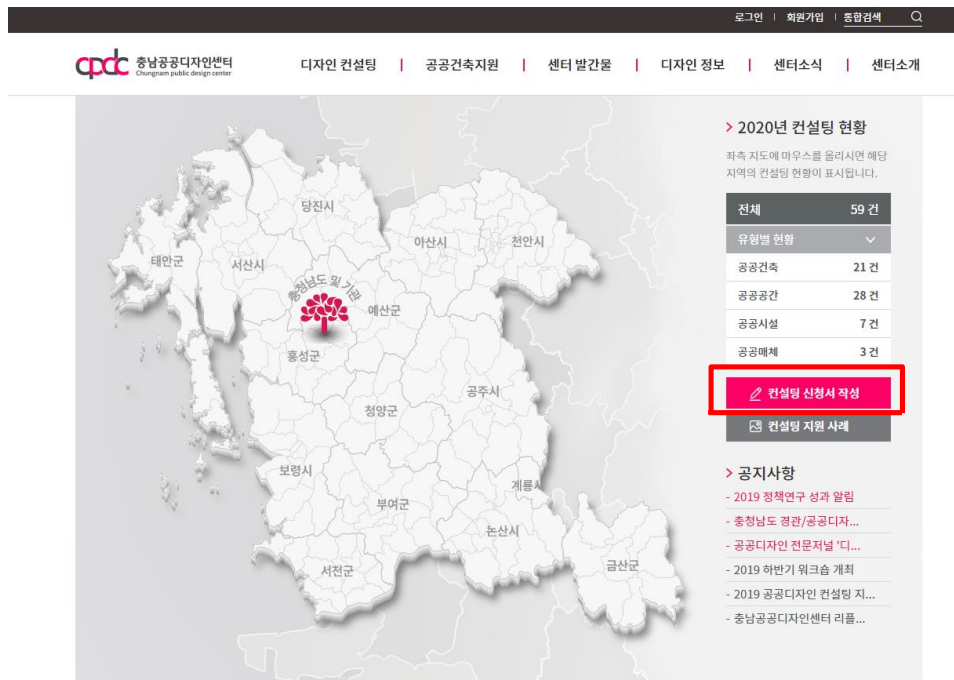 로그인 | 회원가입 | 통합검색
cpdc 충남공공디자인센터
Chungnam public design center
디자인 컨설팅 | 공공건축지원 | 센터 발간물 | 디자인 정보 | 센터소식 | 센터소개
> 2020년 컨설팅 현황
좌측 지도에 마우스를 올리시면 해당
지역의 컨설팅 현황이 표시됩니다.
전체 59 건
유형별 현황
공공건축 21 건
공공공간 28 건
공공시설 7 건
공공매체 3 건
컨설팅 신청서 작성
컨설팅 지원 사례
> 공지사항
- 2019 정책연구 성과 알림
- 충청남도 경관/공공디자...
- 공공디자인 전문저널 '디...
- 2019 하반기 워크숍 개최
- 2019 공공디자인 컨설팅 지...
- 충남공공디자인센터 리플...
당진시
아산시
천안시
태안군
서산시
충청남도 및 기관
예산군
홍성군
공주시
청양군
보령시
계룡시
부여군
논산시
금산군
서천군